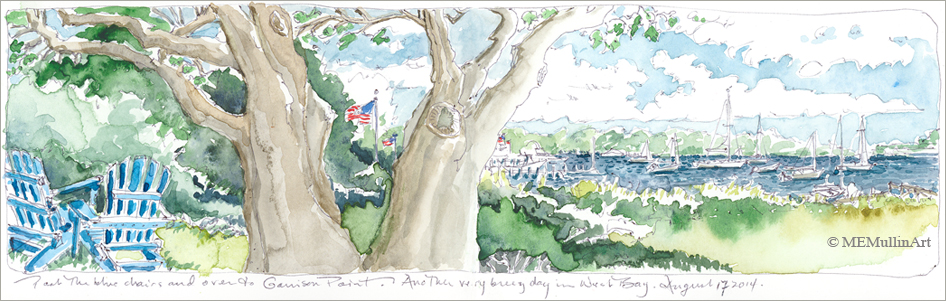 © MEMullinArt
Past the blue chairs and over to Garrison Point. Another very breezy day in West Bay. August 17 2014.